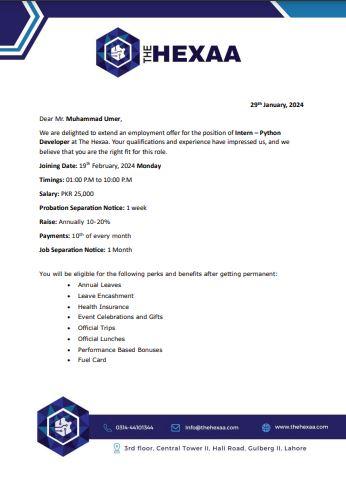 THE HEXAA
29th January, 2024
Dear Mr. Muhammad Umer,
We are delighted to extend an employment offer for the position of Intern – Python
Developer at The Hexaa. Your qualifications and experience have impressed us, and we
believe that you are the right fit for this role.
Joining Date: 19th February, 2024 Monday
Timings: 01:00 P.M to 10:00 P.M
Salary: PKR 25,000
Probation Separation Notice: 1 week
Raise: Annually 10-20%
Payments: 10th of every month
Job Separation Notice: 1 Month
You will be eligible for the following perks and benefits after getting permanent:
• Annual Leaves
• Leave Encashment
• Health Insurance
• Event Celebrations and Gifts
• Official Trips
• Official Lunches
• Performance Based Bonuses
• Fuel Card
0314-44101344 Info@thehexaa.com www.thehexaa.com
3rd floor, Central Tower II, Hali Road, Gulberg II, Lahore